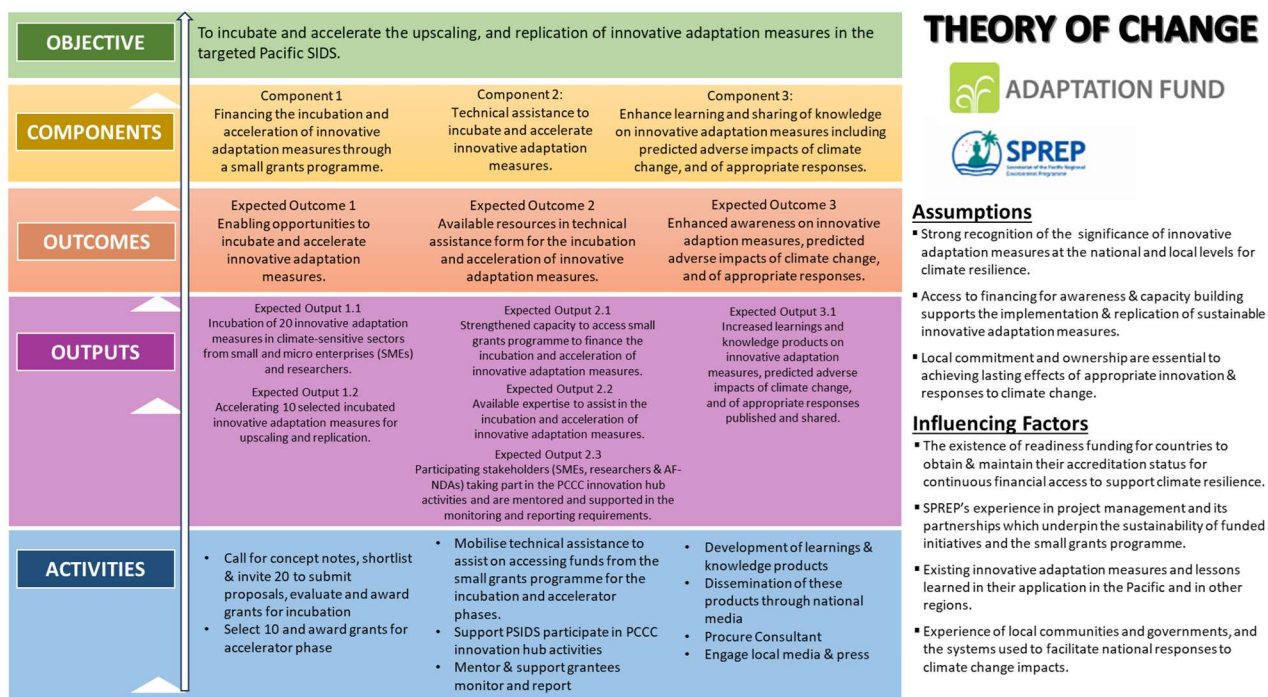 THEORY OF CHANGE
ADAPTATION FUND
SPREP
Secretariat of the Pacific Regional
Environment Programme
OBJECTIVE
To incubate and accelerate the upscaling, and replication of innovative adaptation measures in the
targeted Pacific SIDS.
COMPONENTS
Component 1
Financing the incubation and
acceleration of innovative
adaptation measures through
a small grants programme.
Component 2:
Technical assistance to
incubate and accelerate
innovative adaptation
measures.
Component 3:
Enhance learning and sharing of knowledge
on innovative adaptation measures including
predicted adverse impacts of climate
change, and of appropriate responses.
OUTCOMES
Expected Outcome 1
Enabling opportunities to
incubate and accelerate
innovative adaptation
measures.
Expected Outcome 2
Available resources in technical
assistance form for the incubation
and acceleration of innovative
adaptation measures.
Expected Outcome 3
Enhanced awareness on innovative
adaption measures, predicted
adverse impacts of climate change,
and of appropriate responses.
OUTPUTS
Expected Output 1.1
Incubation of 20 innovative adaptation
measures in climate-sensitive sectors
from small and micro enterprises (SMEs)
and researchers.
Expected Output 1.2
Accelerating 10 selected incubated
innovative adaptation measures for
upscaling and replication.
Expected Output 2.1
Strengthened capacity to access small
grants programme to finance the
incubation and acceleration of
innovative adaptation measures.
Expected Output 2.2
Available expertise to assist in the
incubation and acceleration of
innovative adaptation measures.
Expected Output 2.3
Participating stakeholders (SMEs, researchers & AF-
NDAs) taking part in the PCCC innovation hub
activities and are mentored and supported in the
monitoring and reporting requirements.
Expected Output 3.1
Increased learnings and
knowledge products on
innovative adaptation
measures, predicted adverse
impacts of climate change,
and of appropriate responses
published and shared.
ACTIVITIES
• Call for concept notes, shortlist
& invite 20 to submit
proposals, evaluate and award
grants for incubation
• Select 10 and award grants for
accelerator phase
• Mobilise technical assistance to
assist on accessing funds from the
small grants programme for the
incubation and accelerator
phases.
• Support PSIDS participate in PCCC
innovation hub activities
• Mentor & support grantees
monitor and report
• Development of learnings &
knowledge products
• Dissemination of these
products through national
media
• Procure Consultant
• Engage local media & press
Assumptions
▪ Strong recognition of the significance of innovative
adaptation measures at the national and local levels for
climate resilience.
▪ Access to financing for awareness & capacity building
supports the implementation & replication of sustainable
innovative adaptation measures.
▪ Local commitment and ownership are essential to
achieving lasting effects of appropriate innovation &
responses to climate change.
Influencing Factors
▪ The existence of readiness funding for countries to
obtain & maintain their accreditation status for
continuous financial access to support climate resilience.
▪ SPREP's experience in project management and its
partnerships which underpin the sustainability of funded
initiatives and the small grants programme.
▪ Existing innovative adaptation measures and lessons
learned in their application in the Pacific and in other
regions.
▪ Experience of local communities and governments, and
the systems used to facilitate national responses to
climate change impacts.